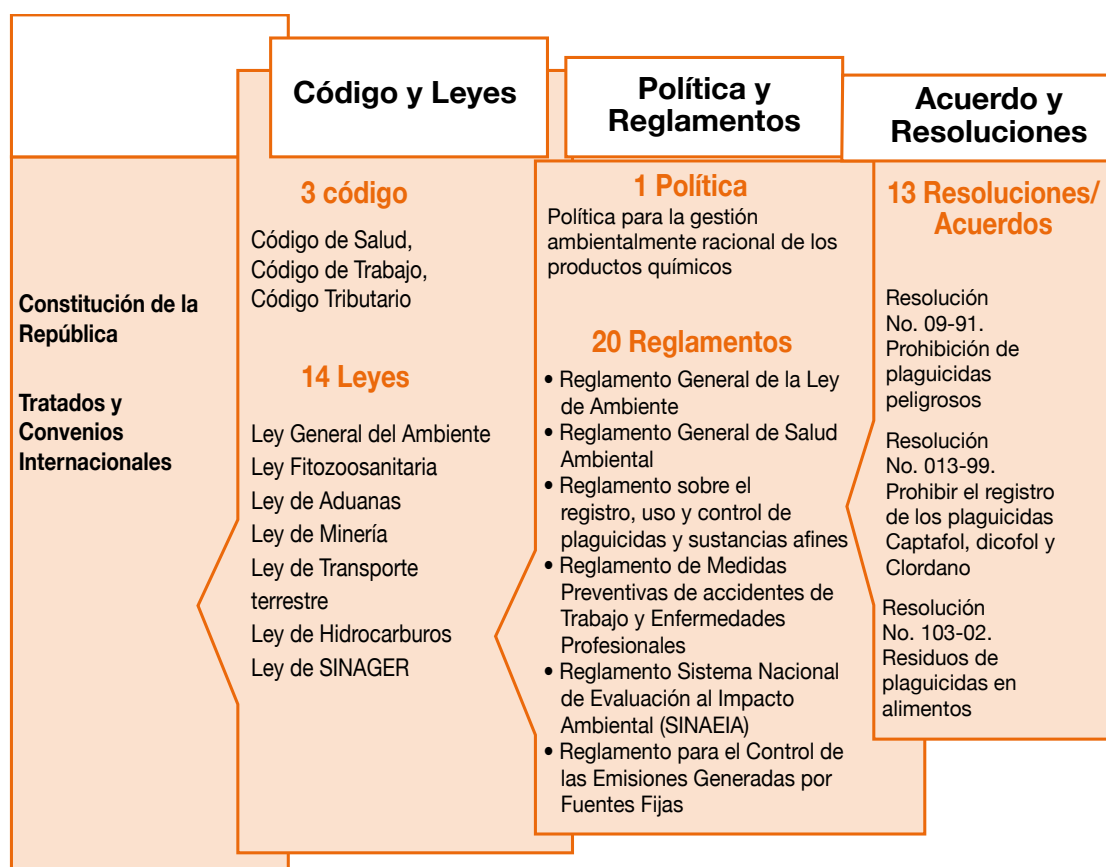 Constitución de la
República
Tratados y
Convenios
Internacionales
Código y Leyes
3 código
Código de Salud,
Código de Trabajo,
Código Tributario
14 Leyes
Ley General del Ambiente
Ley Fitozoosanitaria
Ley de Aduanas
Ley de Minería
Ley de Transporte
terrestre
Ley de Hidrocarburos
Ley de SINAGER
Política y
Reglamentos
1 Política
Política para la gestión
ambientalmente racional de los
productos químicos
20 Reglamentos
• Reglamento General de la Ley
de Ambiente
• Reglamento General de Salud
Ambiental
• Reglamento sobre el
registro, uso y control de
plaguicidas y sustancias afines
• Reglamento de Medidas
Preventivas de accidentes de
Trabajo y Enfermedades
Profesionales
• Reglamento Sistema Nacional
de Evaluación al Impacto
Ambiental (SINAEIA)
• Reglamento para el Control de
las Emisiones Generadas por
Fuentes Fijas
Acuerdo y
Resoluciones
13 Resoluciones/
Acuerdos
Resolución
No. 09-91.
Prohibición de
plaguicidas
peligrosos
Resolución
No. 013-99.
Prohibir el registro
de los plaguicidas
Captafol, dicofol y
Clordano
Resolución
No. 103-02.
Residuos de
plaguicidas en
alimentos